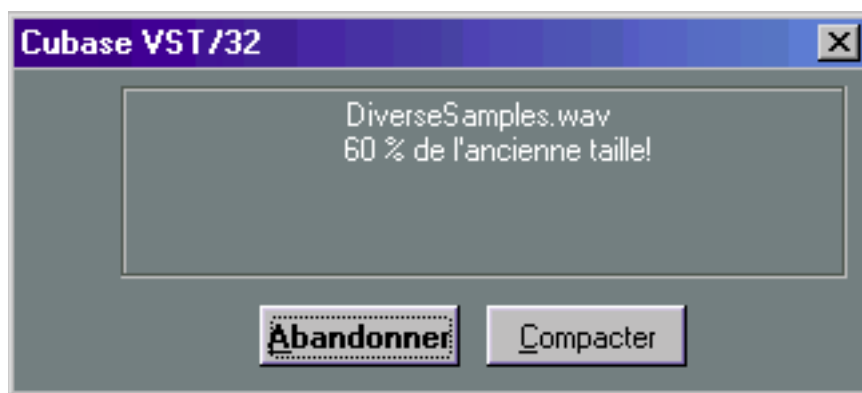 Cubase VST/32
DiverseSamples.wav
60 % de l'ancienne taille!
Abandonner Compacter